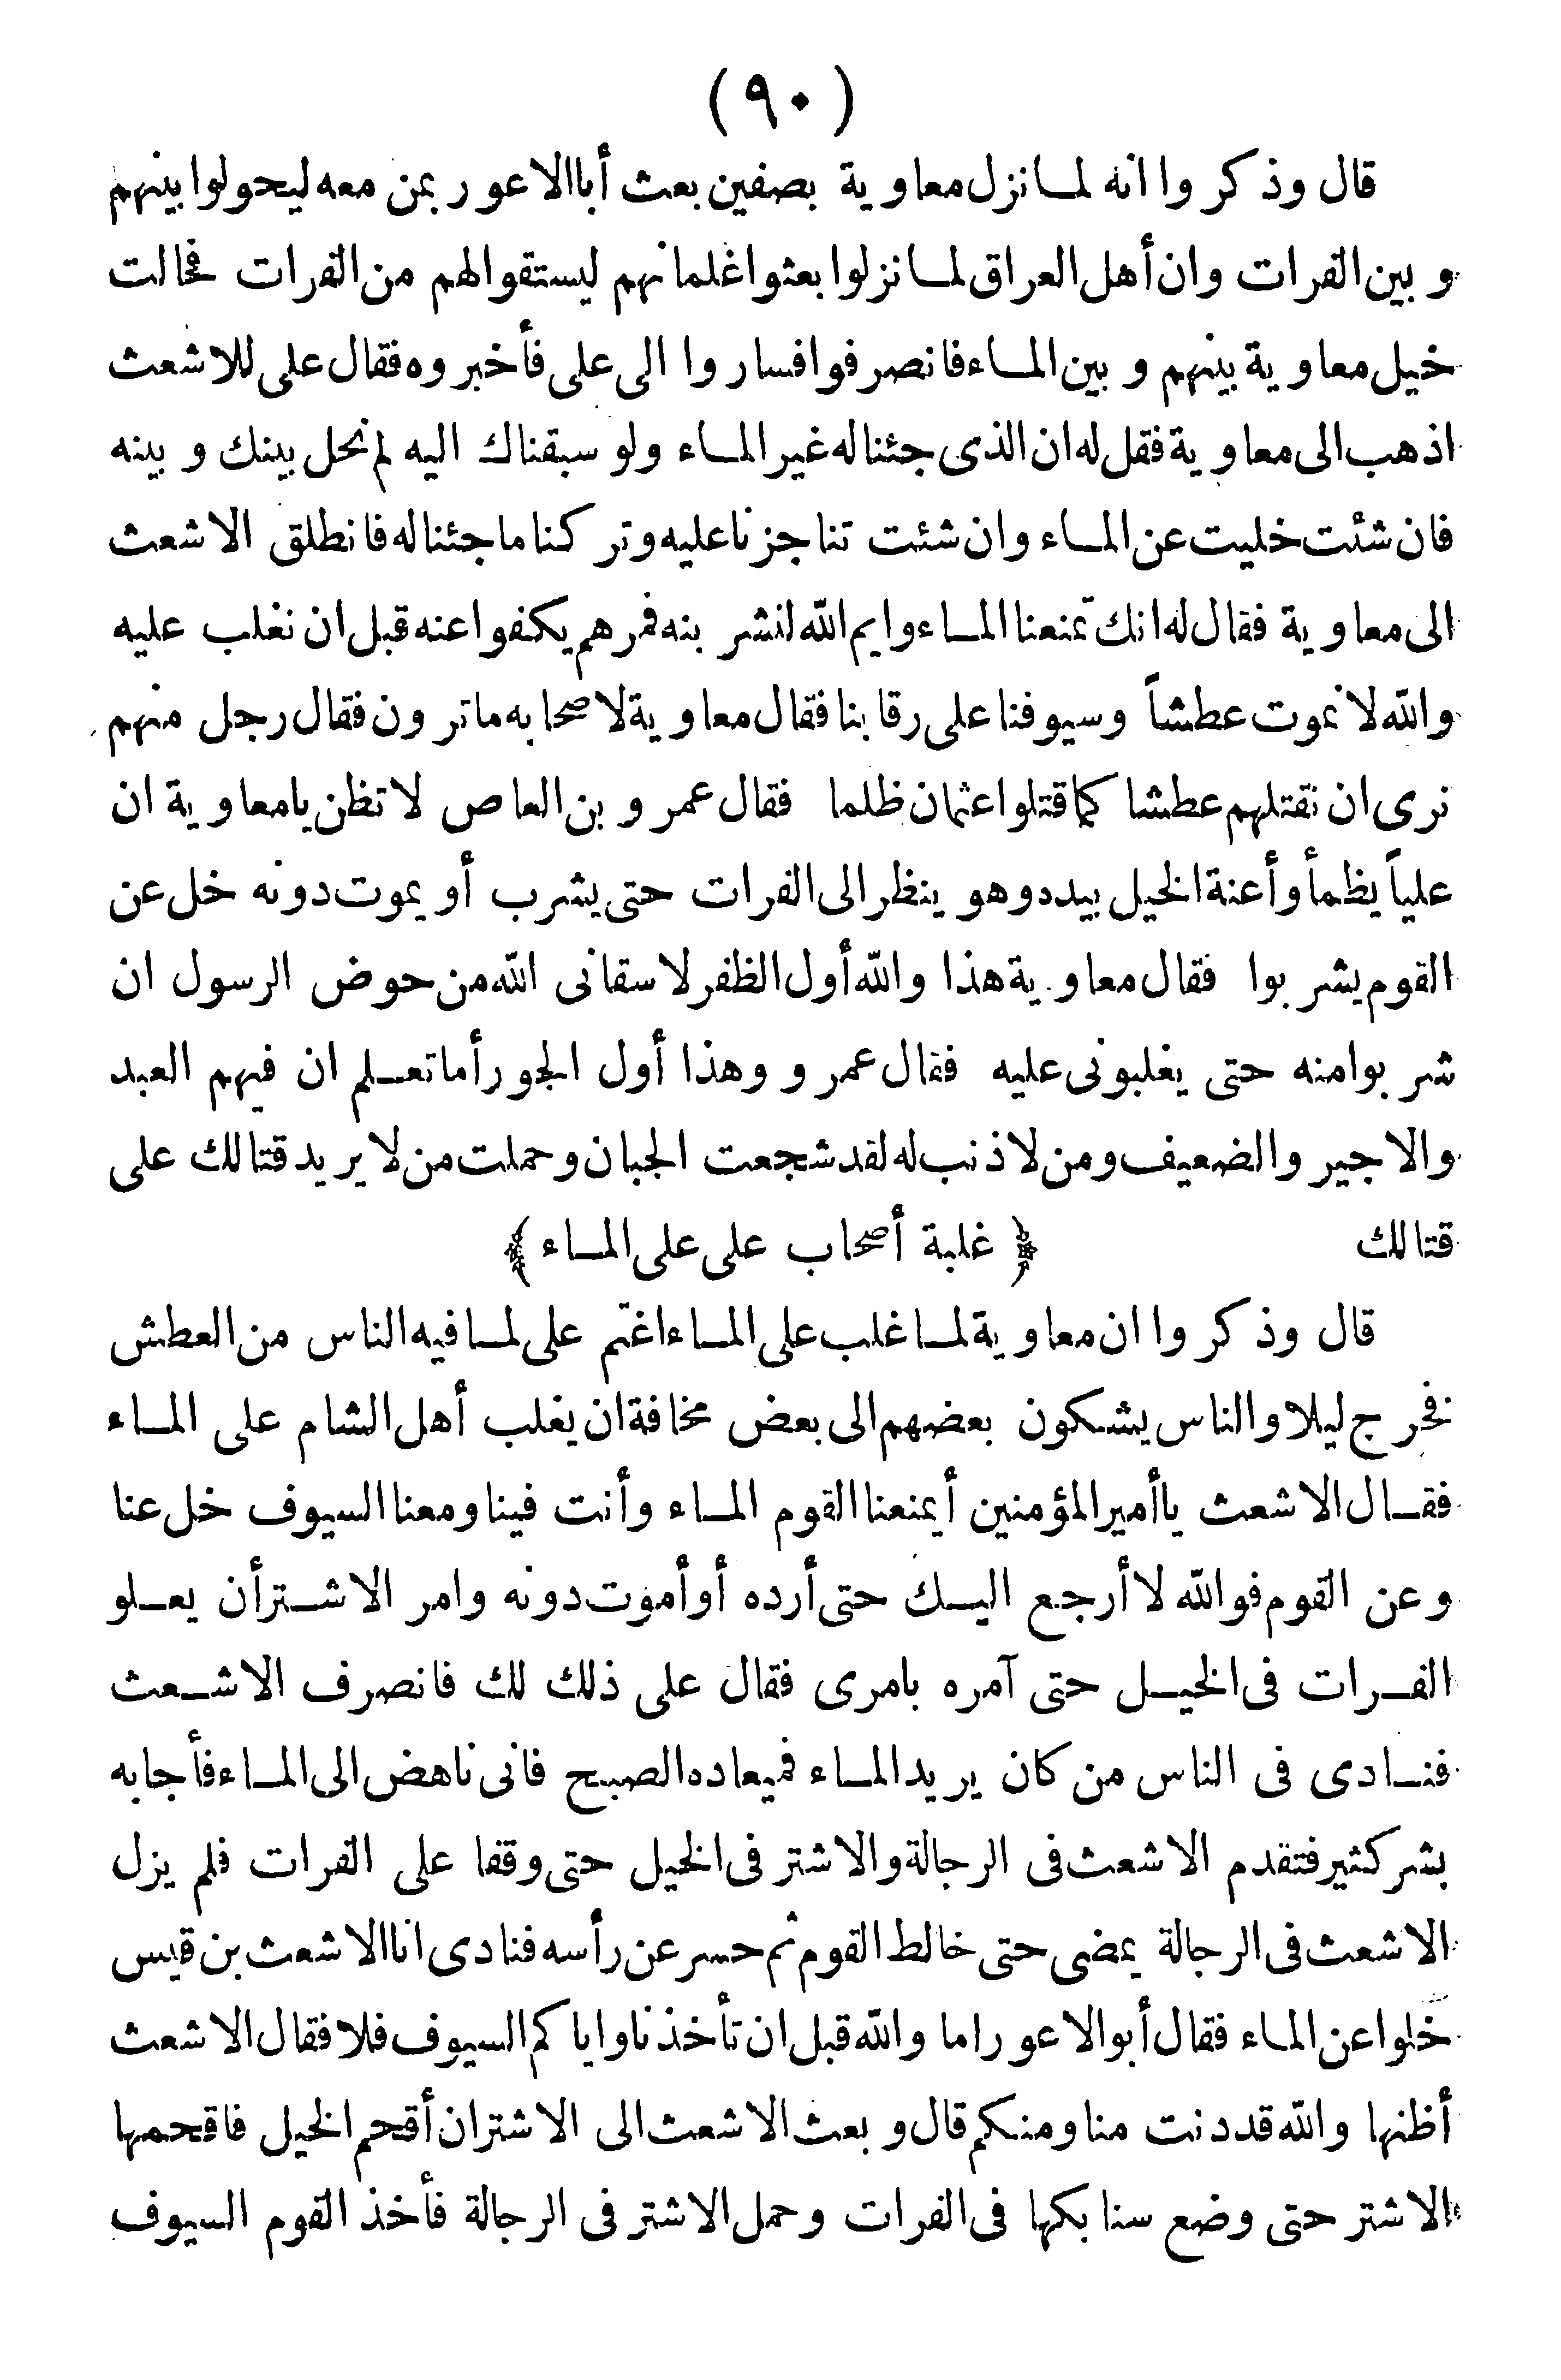 (٩٠)
قال وذكروا انه لما نزل معاوية بصفين بعث أبا الاعور بمن معه ليحولوا بينهم
وبين الفرات وان أهل العراق لما نزلوا بعثوا غلمانهم ليستقوا لهم من الفرات فحالت
خيل معاوية بينهم وبين الماء فانصرفوا فساروا الى على فأخبروه فقال على للاشعث
اذهب الى معاوية فقل له ان الذى جئنا له غير الماء ولو سبقناك اليه لم نحل بينك وبينه
فان شئت خليت عن الماء وان شئت تناجزنا عليه وتركنا ما جئنا له فانطلق الاشعث
الى معاوية فقال له انك تمنعنا الماء وايم الله لنشربنه فمرهم يكفوا عنه قبل ان نغلب عليه
والله لا نموت عطشاً وسيوفنا على رقابنا فقال معاوية لاصحابه ما ترون فقال رجل منهم
نرى ان نقتلهم عطشا كما قتلوا عثمان ظلما فقال عمرو بن العاص لا تظن يا معاوية ان
علياً يظمأ وأعنة الخيل بيده وهو ينظر الى الفرات حتى يشرب أو يموت دونه خل عن
القوم يشربوا فقال معاوية هذا والله أول الظفر لا سقانى الله من حوض الرسول ان
شربوا منه حتى يغلبونى عليه فقال عمرو وهذا أول الجور أما تعلم ان فيهم العبد
والاجير والضعيف ومن لا ذنب له لقد شجعت الجبان وحملت من لا يريد قتالك على
قتالك ﴿ غلبة أصحاب على على الماء ﴾
قال وذكروا ان معاوية لما غلب على الماء اغتم على لما فيه الناس من العطش
فخرج ليلا والناس يشكون بعضهم الى بعض مخافة ان يغلب أهل الشام على الماء
فقال الاشعث يا أمير المؤمنين أيمنعنا القوم الماء وأنت فينا ومعنا السيوف خل عنا
وعن القوم فوالله لا أرجع اليك حتى أرده أو أموت دونه وامر الاشتر أن يعلو
الفرات فى الخيل حتى آمره بامرى فقال على ذلك لك فانصرف الاشعث
فنادى فى الناس من كان يريد الماء فميعاده الصبح فانى ناهض الى الماء فأجابه
بشر كثير فتقدم الاشعث فى الرجالة والاشتر فى الخيل حتى وقفا على الفرات فلم يزل
الاشعث فى الرجالة يمضى حتى خالط القوم ثم حسر عن رأسه فنادى انا الاشعث بن قيس
خلوا عن الماء فقال أبو الاعور اما والله قبل ان تأخذنا واياكم السيوف فلا فقال الاشعث
أظنها والله قد دنت منا ومنكم قال وبعث الاشعث الى الاشتر ان أقحم الخيل فاقحمها
الاشتر حتى وضع سنابكها فى الفرات وحمل الاشتر فى الرجالة فأخذ القوم السيوف